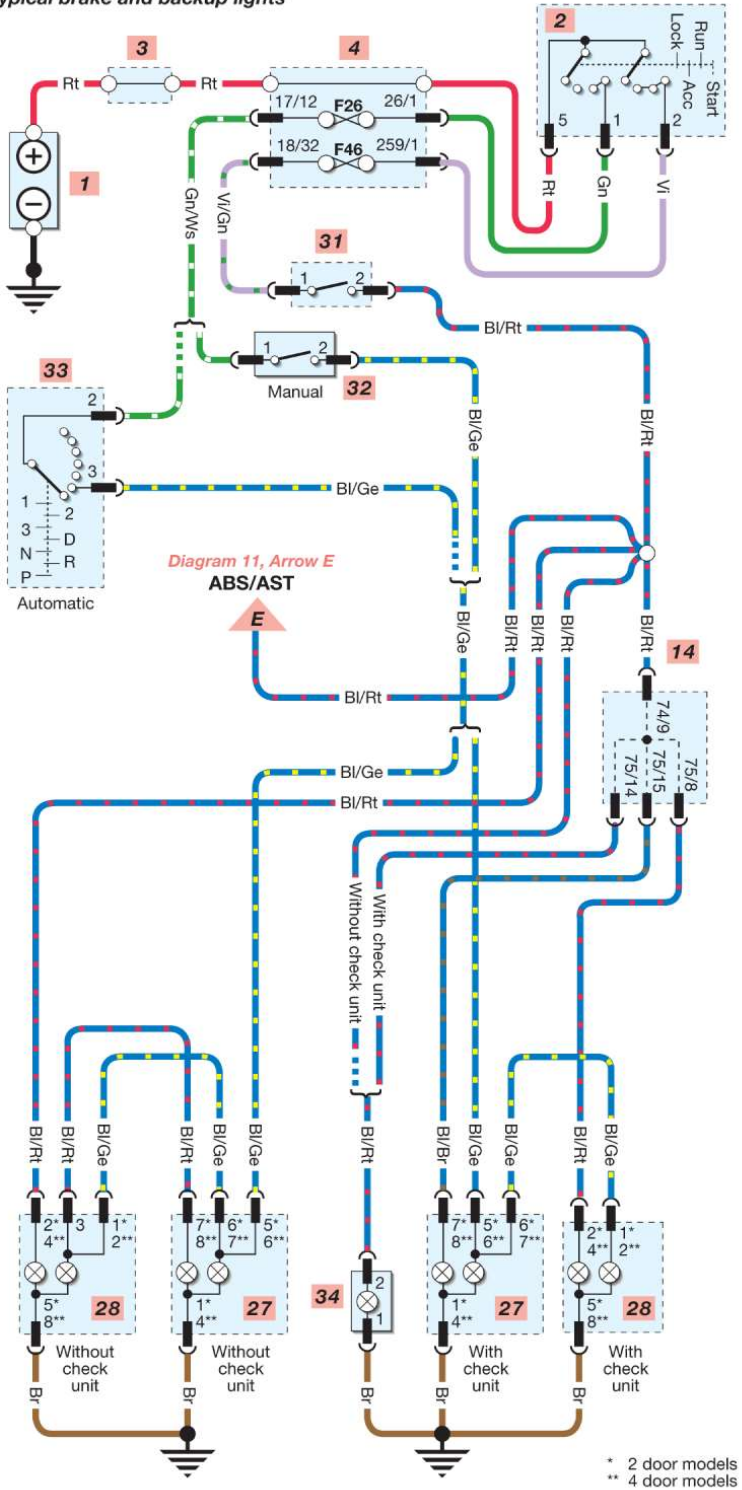 ypical brake and backup lights
3
4
2
Lock
Run
Acc
Start
Rt
Rt
17/12
F26
26/1
5
1
2
18/32
F46
259/1
1
Gn/Ws
Vi/Gn
Rt
Gn
Vi
31
1
2
Bl/Rt
33
1
2
Manual
32
2
3
Bl/Ge
Bl/Rt
Bl/Ge
1
2
3
D
N
R
P
Automatic
Diagram 11, Arrow E
ABS/AST
E
Bl/Ge
Bl/Rt
Bl/Rt
Bl/Rt
Bl/Rt
14
Bl/Rt
74/9
75/14
75/15
75/8
Bl/Ge
Bl/Rt
Without check unit
With check unit
Bl/Rt
Bl/Rt
Bl/Ge
Bl/Rt
Bl/Ge
Bl/Ge
Bl/Rt
Bl/Br
Bl/Ge
Bl/Ge
Bl/Rt
Bl/Ge
2*
4**
3
1*
2**
5*
8**
28
Without
check
unit
7*
8**
6*
7**
5*
6**
1*
4**
27
Without
check
unit
34
2
1
7*
8**
5*
6**
6*
7**
1*
4**
27
With
check
unit
2*
4**
1*
2**
5*
8**
28
With
check
unit
Br
Br
Br
Br
Br
* 2 door models
** 4 door models